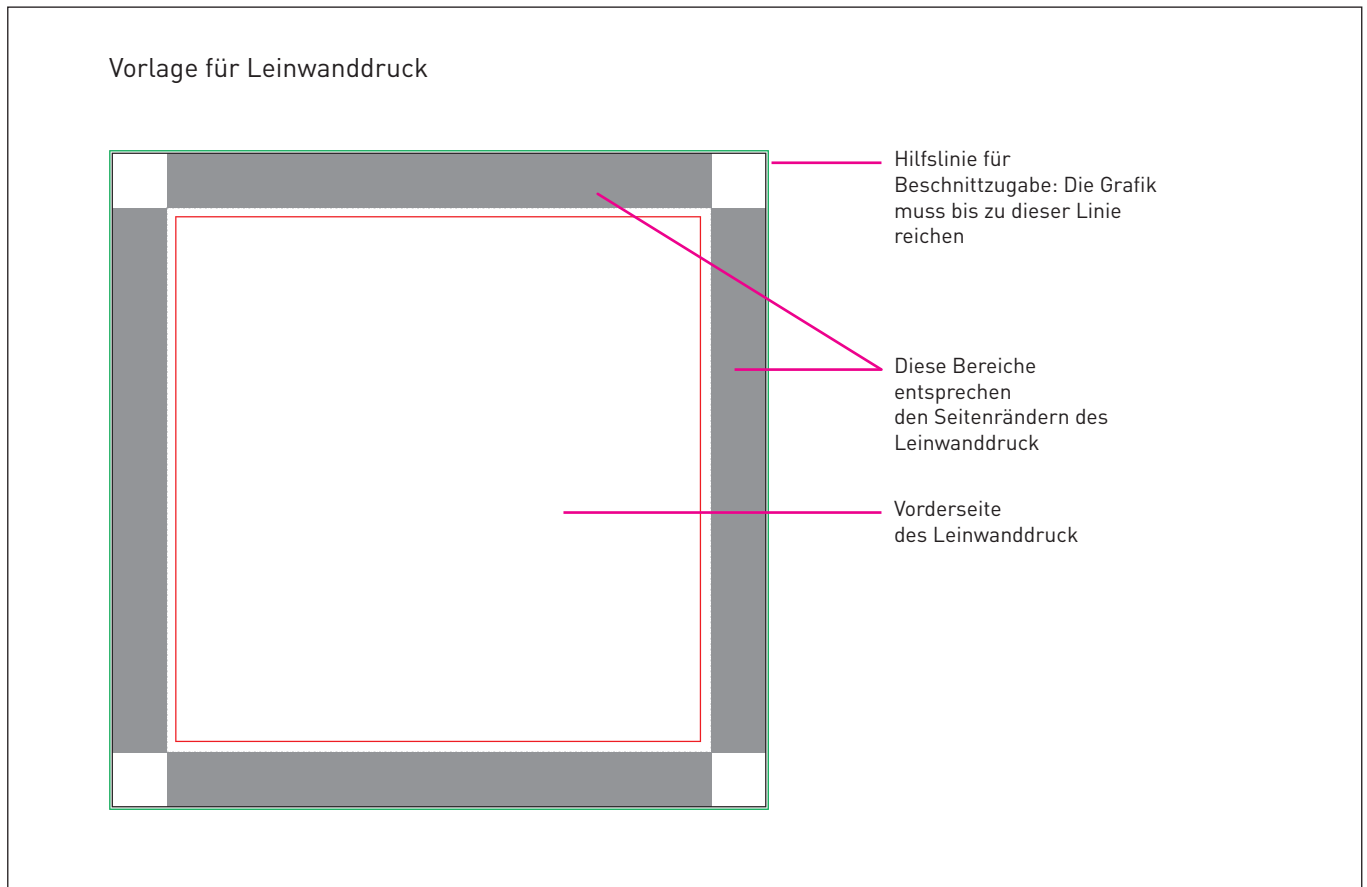 Vorlage für Leinwanddruck
Hilfslinie für
Beschnittzugabe: Die Grafik
muss bis zu dieser Linie
reichen
Diese Bereiche
entsprechen
den Seitenrändern des
Leinwanddruck
Vorderseite
des Leinwanddruck